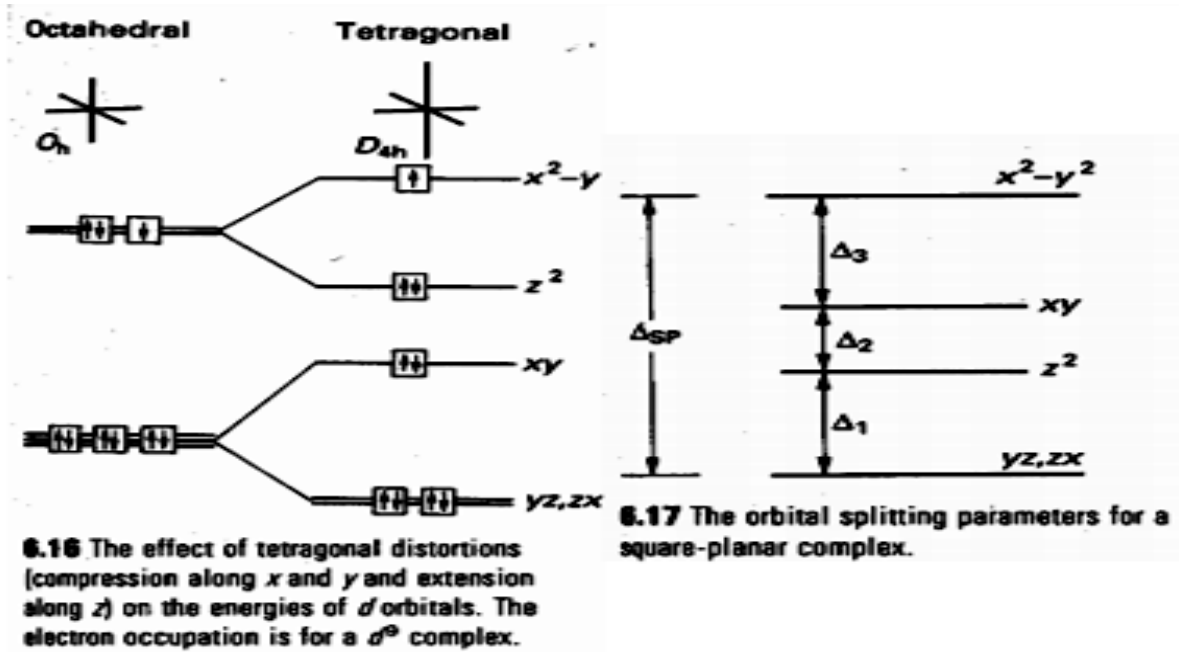 Octahedral
Tetragonal
Oh
D4h
x²–y
z²
xy
yz,zx
6.16 The effect of tetragonal distortions
(compression along x and y and extension
along z) on the energies of d orbitals. The
electron occupation is for a d⁹ complex.
x²–y²
Δ3
xy
ΔSP
Δ2
z²
Δ1
yz,zx
6.17 The orbital splitting parameters for a
square-planar complex.